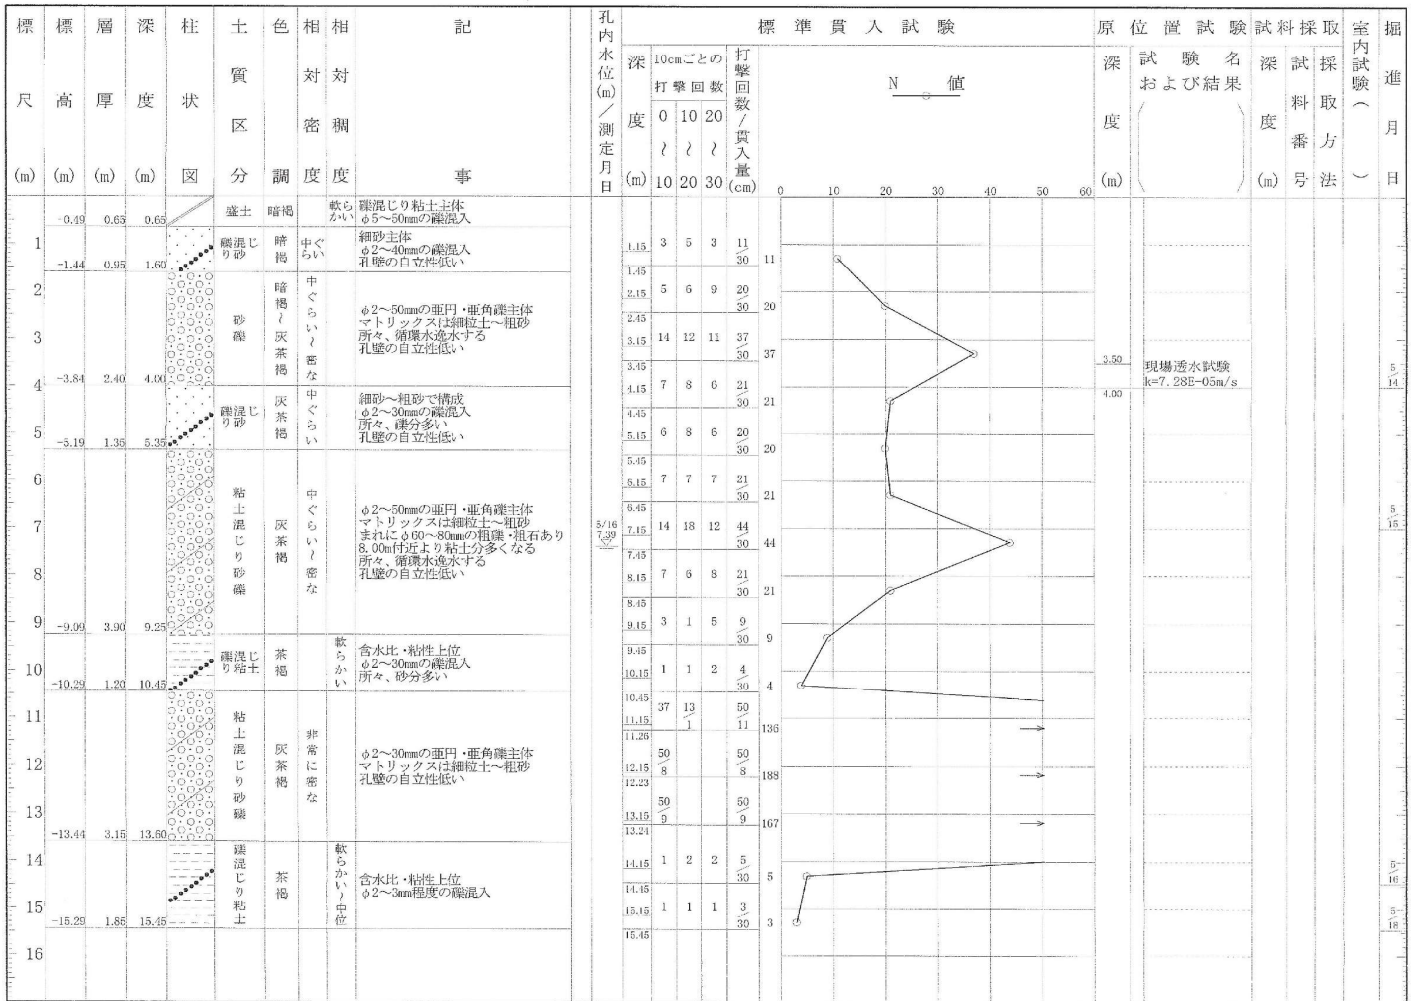 標尺(m)
標高(m)
層厚(m)
深度(m)
柱状図
土質区分
色調
相対密度
相対稠度
記事
孔内水位(m)／測定月日
標準貫入試験
深度(m)
10cmごとの
打撃回数
0〜10
10〜20
20〜30
打撃回数/貫入量(cm)
N 値
0 10 20 30 40 50 60
原位置試験
深度(m)
試験名
および結果
試料採取
深度(m)
試料番号
採取方法
室内試験( )
掘進月日
-0.49 0.65 0.65 盛土 暗褐 軟らかい
礫混じり粘土主体
φ5〜50mmの礫混入
1
-1.44 0.95 1.60 礫混じり砂 暗褐 中ぐらい
細砂主体
φ2〜40mmの礫混入
孔壁の自立性低い
2
3
-3.84 2.40 4.00 砂礫 暗褐〜灰茶褐 中ぐらい〜密な
φ2〜50mmの亜円・亜角礫主体
マトリックスは細粒土〜粗砂
所々、循環水逸水する
孔壁の自立性低い
4
5
-5.19 1.35 5.35 礫混じり砂 灰茶褐 中ぐらい
細砂〜粗砂で構成
φ2〜30mmの礫混入
所々、礫分多い
孔壁の自立性低い
6
7
8
9
-9.09 3.90 9.25 粘土混じり砂礫 灰茶褐 中ぐらい〜密な
φ2〜50mmの亜円・亜角礫主体
マトリックスは細粒土〜粗砂
まれにφ60〜80mmの粗礫・粗石あり
8.00m付近より粘土分多くなる
所々、循環水逸水する
孔壁の自立性低い
5/16
7.39
10
-10.29 1.20 10.45 礫混じり粘土 茶褐 軟らかい
含水比・粘性上位
φ2〜30mmの礫混入
所々、砂分多い
11
12
13
-13.44 3.15 13.60 粘土混じり砂礫 灰茶褐 非常に密な
φ2〜30mmの亜円・亜角礫主体
マトリックスは細粒土〜粗砂
孔壁の自立性低い
14
15
-15.29 1.85 15.45 礫混じり粘土 茶褐 軟らかい〜中位
含水比・粘性上位
φ2〜3mm程度の礫混入
16
1.15 3 5 3 11/30 11
1.45
2.15 5 6 9 20/30 20
2.45
3.15 14 12 11 37/30 37
3.45
4.15 7 8 6 21/30 21
4.45
5.15 6 8 6 20/30 20
5.45
6.15 7 7 7 21/30 21
6.45
7.15 14 18 12 44/30 44
7.45
8.15 7 6 8 21/30 21
8.45
9.15 3 1 5 9/30 9
9.45
10.15 1 1 2 4/30 4
10.45
11.15 37 13/1 50/11 136
11.26
12.15 50/8 50/8 188
12.23
13.15 50/9 50/9 167
13.24
14.15 1 2 2 5/30 5
14.45
15.15 1 1 1 3/30 3
15.45
3.50
4.00
現場透水試験
k=7.28E-05m/s
5/14
5/15
5/16
5/18